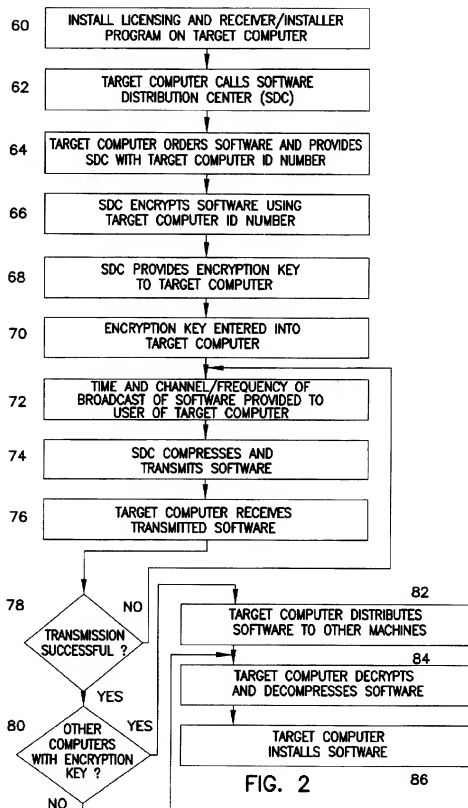 60
INSTALL LICENSING AND RECEIVER/INSTALLER
PROGRAM ON TARGET COMPUTER
62
TARGET COMPUTER CALLS SOFTWARE
DISTRIBUTION CENTER (SDC)
64
TARGET COMPUTER ORDERS SOFTWARE AND PROVIDES
SDC WITH TARGET COMPUTER ID NUMBER
66
SDC ENCRYPTS SOFTWARE USING
TARGET COMPUTER ID NUMBER
68
SDC PROVIDES ENCRYPTION KEY
TO TARGET COMPUTER
70
ENCRYPTION KEY ENTERED INTO
TARGET COMPUTER
72
TIME AND CHANNEL/FREQUENCY OF
BROADCAST OF SOFTWARE PROVIDED TO
USER OF TARGET COMPUTER
74
SDC COMPRESSES AND
TRANSMITS SOFTWARE
76
TARGET COMPUTER RECEIVES
TRANSMITTED SOFTWARE
78
TRANSMISSION
SUCCESSFUL ?
NO
YES
80
OTHER
COMPUTERS
WITH ENCRYPTION
KEY ?
YES
NO
82
TARGET COMPUTER DISTRIBUTES
SOFTWARE TO OTHER MACHINES
84
TARGET COMPUTER DECRYPTS
AND DECOMPRESSES SOFTWARE
TARGET COMPUTER
INSTALLS SOFTWARE
86
FIG. 2